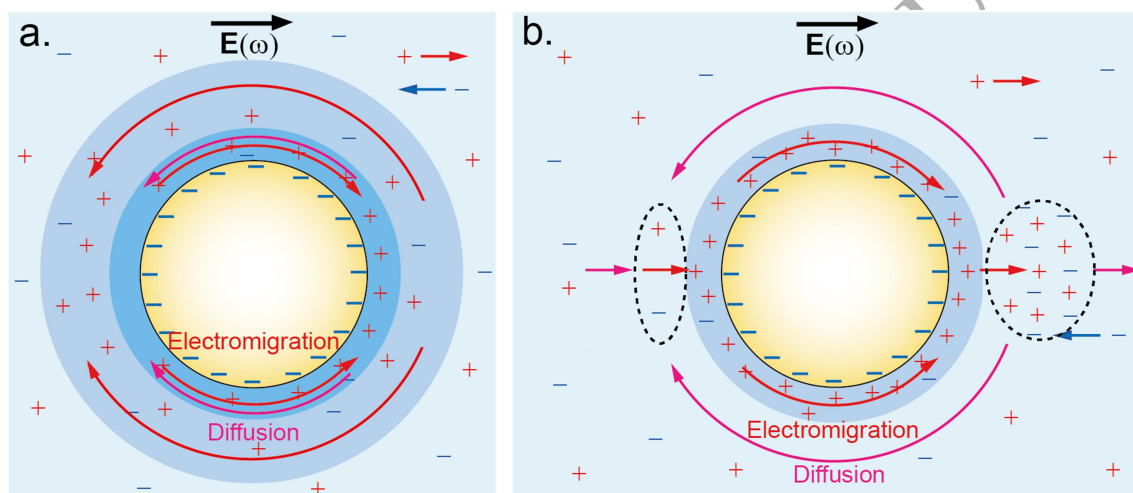 a.
E(ω)
Electromigration
Diffusion
b.
E(ω)
Electromigration
Diffusion